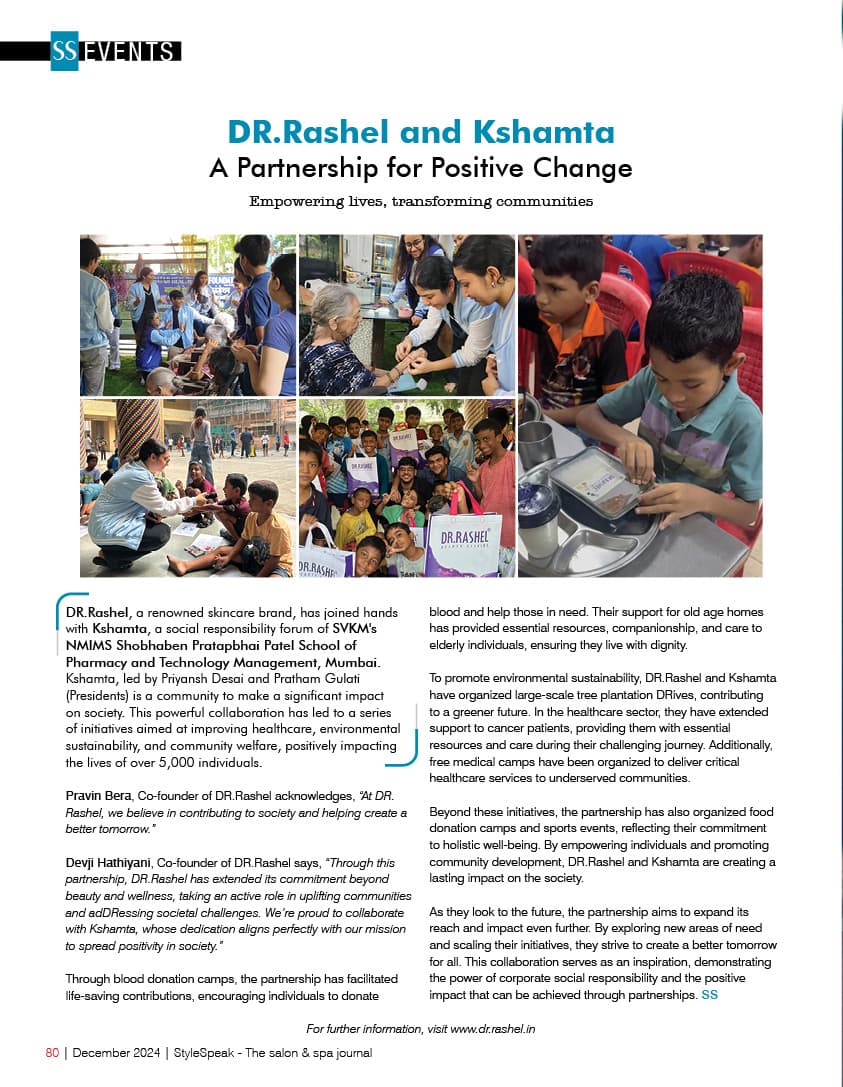 SS EVENTS
DR.Rashel and Kshamta
A Partnership for Positive Change
Empowering lives, transforming communities
DR.RASHEL
DR.RASHEL
DR.RASHEL
DR.Rashel, a renowned skincare brand, has joined hands
with Kshamta, a social responsibility forum of SVKM's
NMIMS Shobhaben Pratapbhai Patel School of
Pharmacy and Technology Management, Mumbai.
Kshamta, led by Priyansh Desai and Pratham Gulati
(Presidents) is a community to make a significant impact
on society. This powerful collaboration has led to a series
of initiatives aimed at improving healthcare, environmental
sustainability, and community welfare, positively impacting
the lives of over 5,000 individuals.
Pravin Bera, Co-founder of DR.Rashel acknowledges, “At DR.
Rashel, we believe in contributing to society and helping create a
better tomorrow.”
Devji Hathiyani, Co-founder of DR.Rashel says, “Through this
partnership, DR.Rashel has extended its commitment beyond
beauty and wellness, taking an active role in uplifting communities
and adDRessing societal challenges. We’re proud to collaborate
with Kshamta, whose dedication aligns perfectly with our mission
to spread positivity in society.”
Through blood donation camps, the partnership has facilitated
life-saving contributions, encouraging individuals to donate
blood and help those in need. Their support for old age homes
has provided essential resources, companionship, and care to
elderly individuals, ensuring they live with dignity.
To promote environmental sustainability, DR.Rashel and Kshamta
have organized large-scale tree plantation DRives, contributing
to a greener future. In the healthcare sector, they have extended
support to cancer patients, providing them with essential
resources and care during their challenging journey. Additionally,
free medical camps have been organized to deliver critical
healthcare services to underserved communities.
Beyond these initiatives, the partnership has also organized food
donation camps and sports events, reflecting their commitment
to holistic well-being. By empowering individuals and promoting
community development, DR.Rashel and Kshamta are creating a
lasting impact on the society.
As they look to the future, the partnership aims to expand its
reach and impact even further. By exploring new areas of need
and scaling their initiatives, they strive to create a better tomorrow
for all. This collaboration serves as an inspiration, demonstrating
the power of corporate social responsibility and the positive
impact that can be achieved through partnerships. SS
For further information, visit www.dr.rashel.in
80 | December 2024 | StyleSpeak - The salon & spa journal